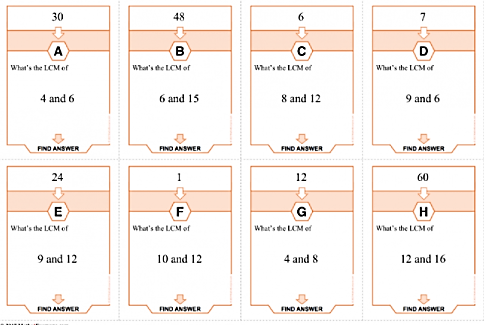 30
A
What's the LCM of
4 and 6
FIND ANSWER
48
B
What's the LCM of
6 and 15
FIND ANSWER
6
C
What's the LCM of
8 and 12
FIND ANSWER
7
D
What's the LCM of
9 and 6
FIND ANSWER
24
E
What's the LCM of
9 and 12
FIND ANSWER
1
F
What's the LCM of
10 and 12
FIND ANSWER
12
G
What's the LCM of
4 and 8
FIND ANSWER
60
H
What's the LCM of
12 and 16
FIND ANSWER